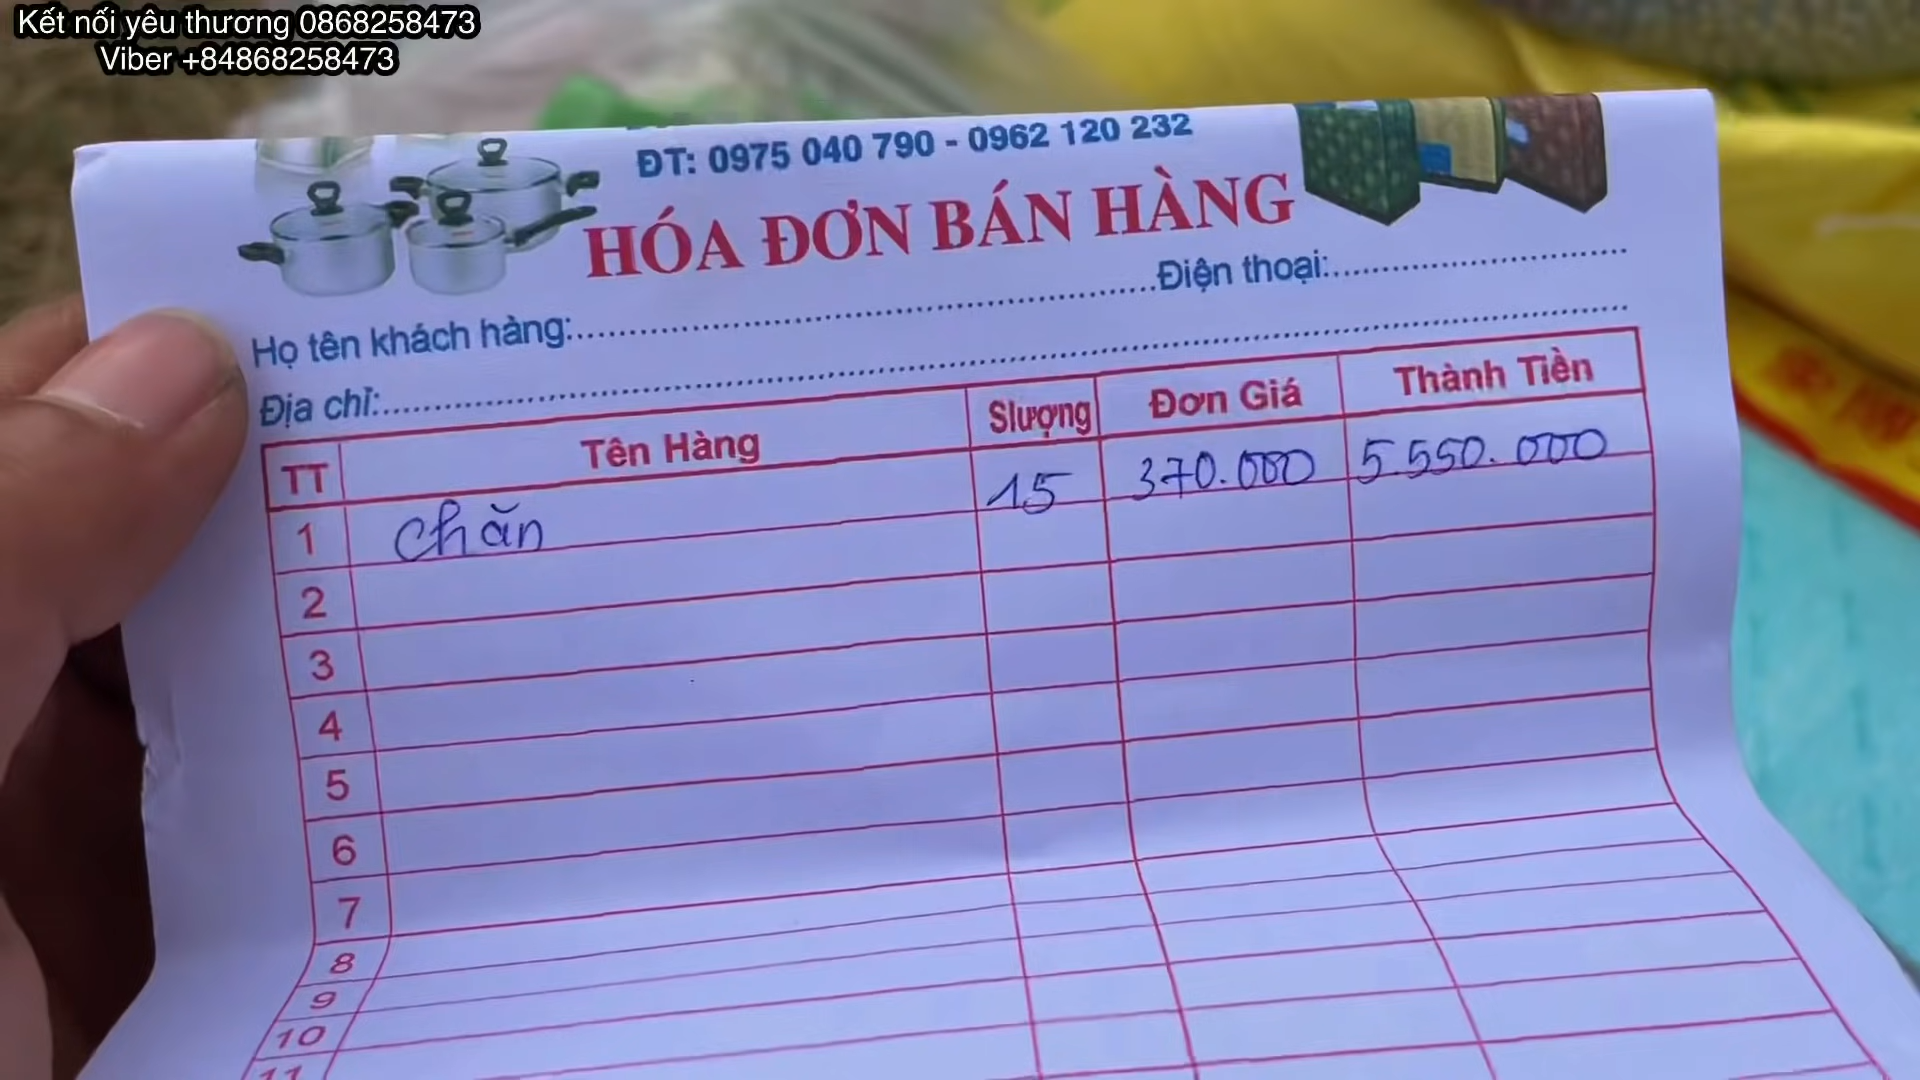 Kết nối yêu thương 0868258473
Viber +84868258473
ĐT: 0975 040 790 - 0962 120 232
HÓA ĐƠN BÁN HÀNG
Họ tên khách hàng:.......... Điện thoại:..........
Địa chỉ:..........
TT Tên Hàng Slượng Đơn Giá Thành Tiền
1 chăn 15 370.000 5.550.000
2
3
4
5
6
7
8
9
10
11